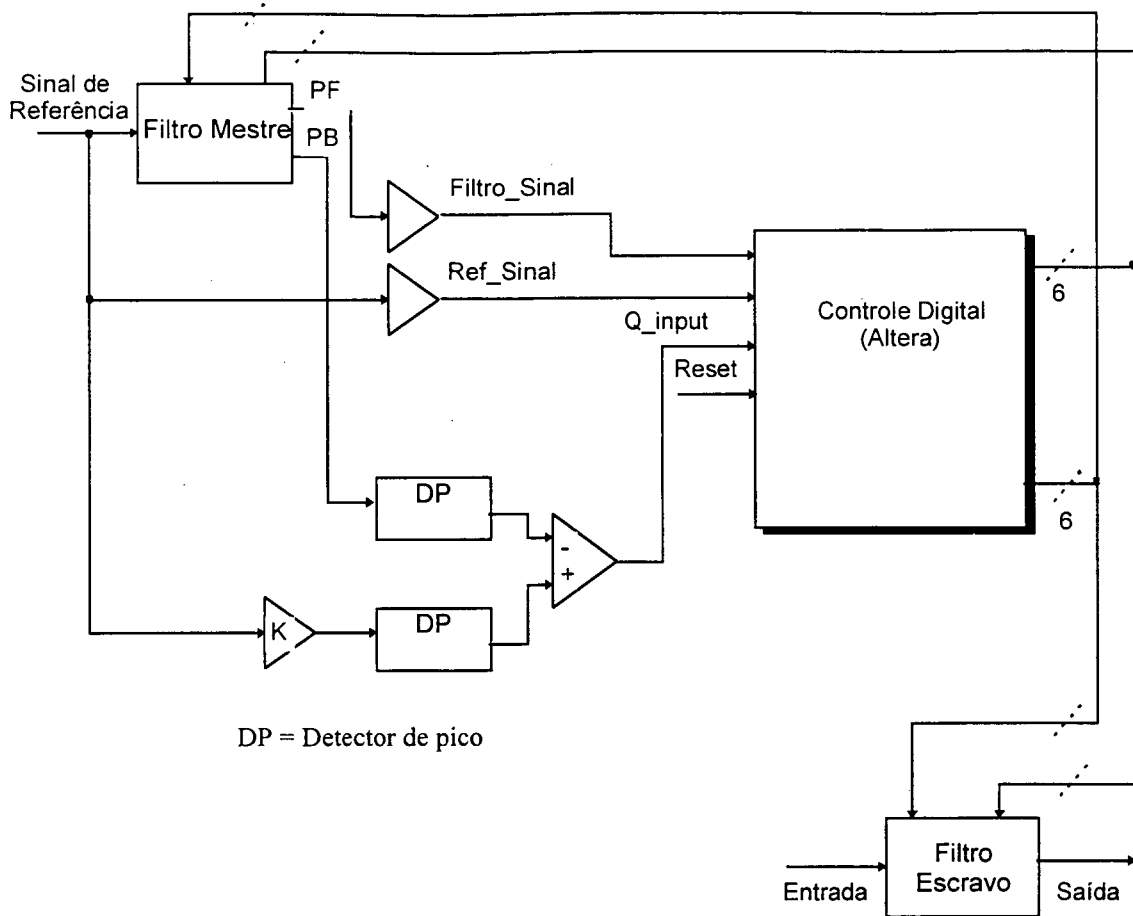 Sinal de
Referência
Filtro Mestre
PF
PB
Filtro_Sinal
Ref_Sinal
Q_input
Reset
Controle Digital
(Altera)
6
6
DP
-
+
K
DP
DP = Detector de pico
Entrada
Filtro
Escravo
Saída